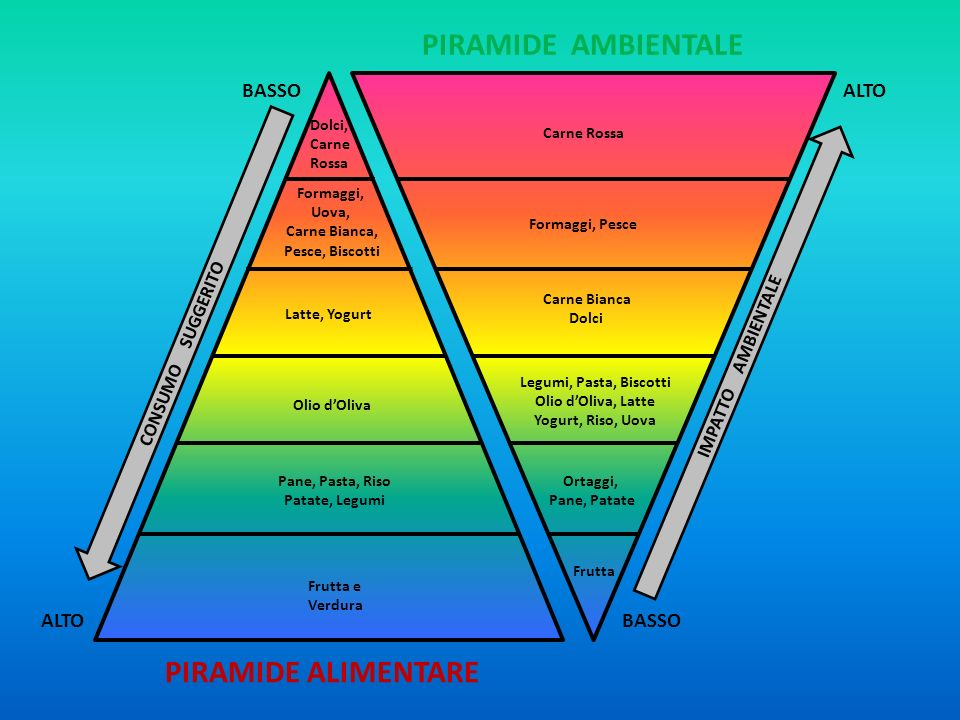 PIRAMIDE AMBIENTALE
BASSO
ALTO
Dolci,
Carne
Rossa
Formaggi,
Uova,
Carne Bianca,
Pesce, Biscotti
Latte, Yogurt
Olio d’Oliva
Pane, Pasta, Riso
Patate, Legumi
Frutta e
Verdura
CONSUMO SUGGERITO
Carne Rossa
Formaggi, Pesce
Carne Bianca
Dolci
Legumi, Pasta, Biscotti
Olio d’Oliva, Latte
Yogurt, Riso, Uova
Ortaggi,
Pane, Patate
Frutta
IMPATTO AMBIENTALE
ALTO
BASSO
PIRAMIDE ALIMENTARE